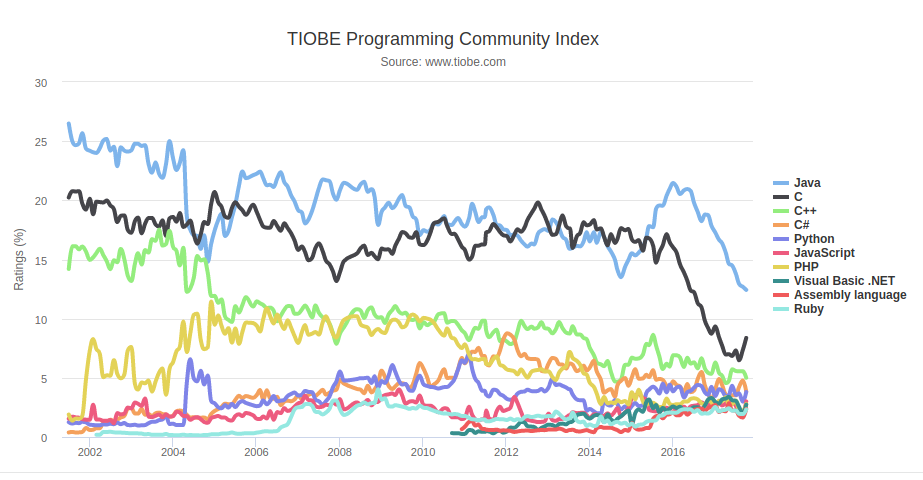 TIOBE Programming Community Index
Source: www.tiobe.com
Ratings (%)
30
25
20
15
10
5
0
2002 2004 2006 2008 2010 2012 2014 2016
Java
C
C++
C#
Python
JavaScript
PHP
Visual Basic .NET
Assembly language
Ruby